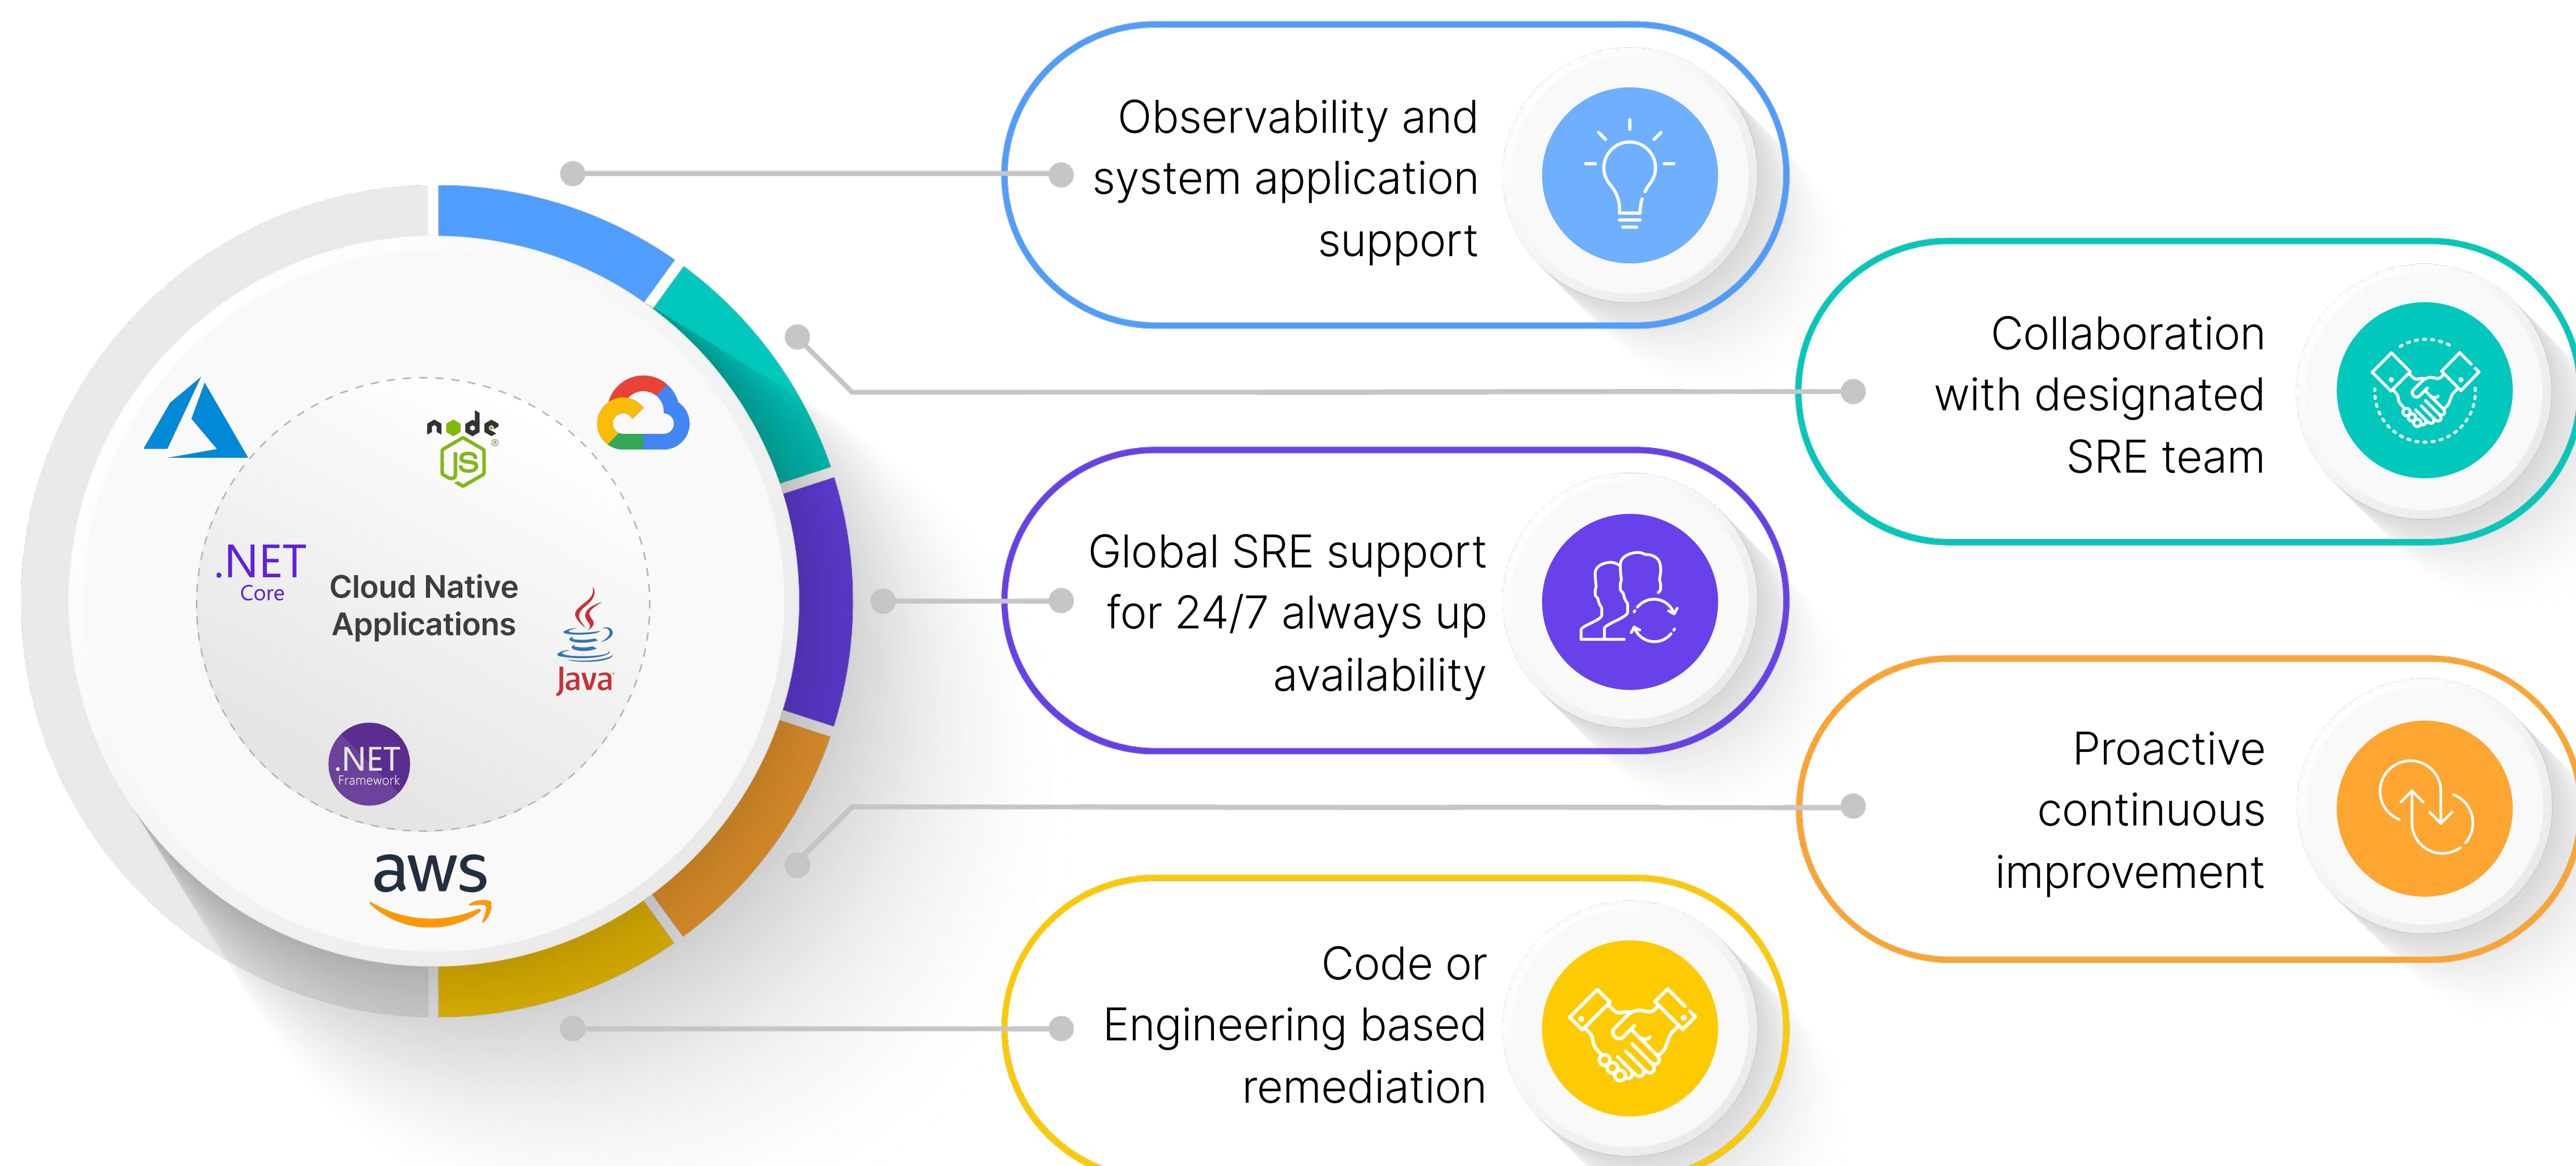 Observability and
system application
support
Collaboration
with designated
SRE team
Global SRE support
for 24/7 always up
availability
Proactive
continuous
improvement
Code or
Engineering based
remediation
node
JS
®
.NET
Core
Cloud Native
Applications
Java
.NET
Framework
aws